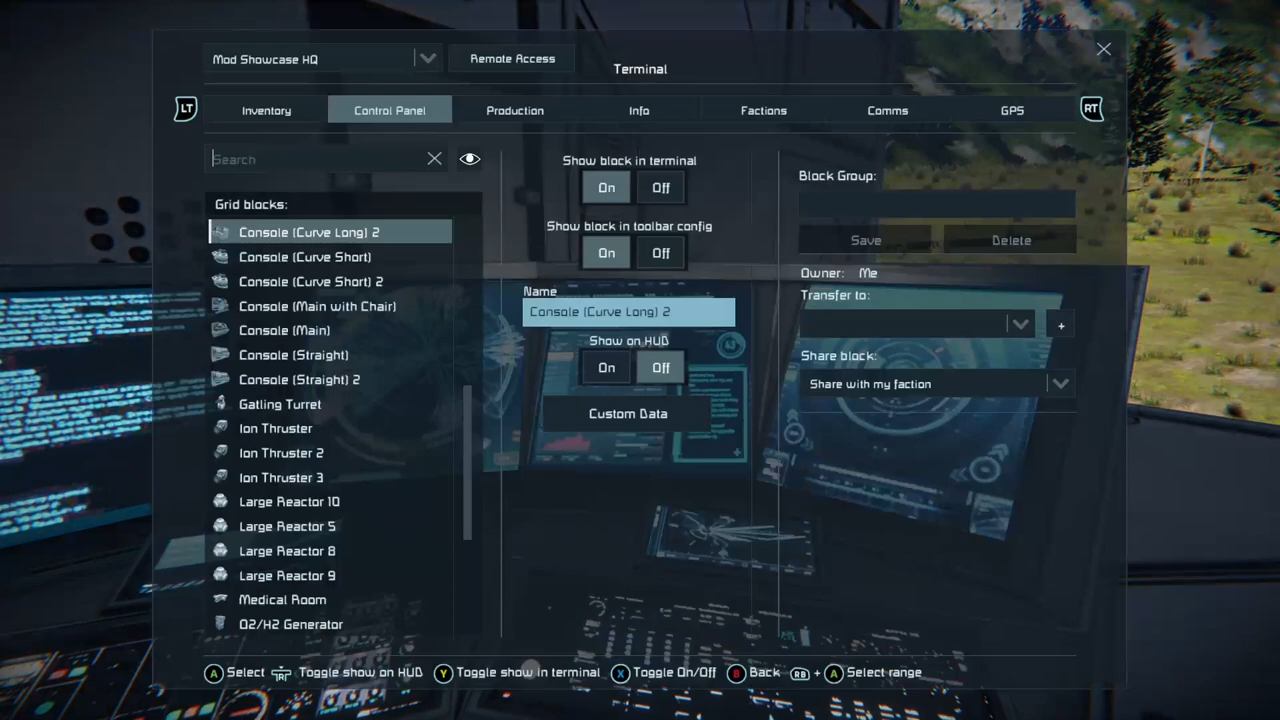 Mod Showcase HQ
Remote Access
Terminal
LT
Inventory
Control Panel
Production
Info
Factions
Comms
GPS
RT
Search
Grid blocks:
Console (Curve Long) 2
Console (Curve Short)
Console (Curve Short) 2
Console (Main with Chair)
Console (Main)
Console (Straight)
Console (Straight) 2
Gatling Turret
Ion Thruster
Ion Thruster 2
Ion Thruster 3
Large Reactor 10
Large Reactor 5
Large Reactor 8
Large Reactor 9
Medical Room
O2/H2 Generator
Show block in terminal
On Off
Show block in toolbar config
On Off
Name
Console (Curve Long) 2
Show on HUD
On Off
Custom Data
Block Group:
Save Delete
Owner: Me
Transfer to:
+
Share block:
Share with my faction
A Select Toggle show on HUD Y Toggle show in terminal X Toggle On/Off B Back RB + A Select range